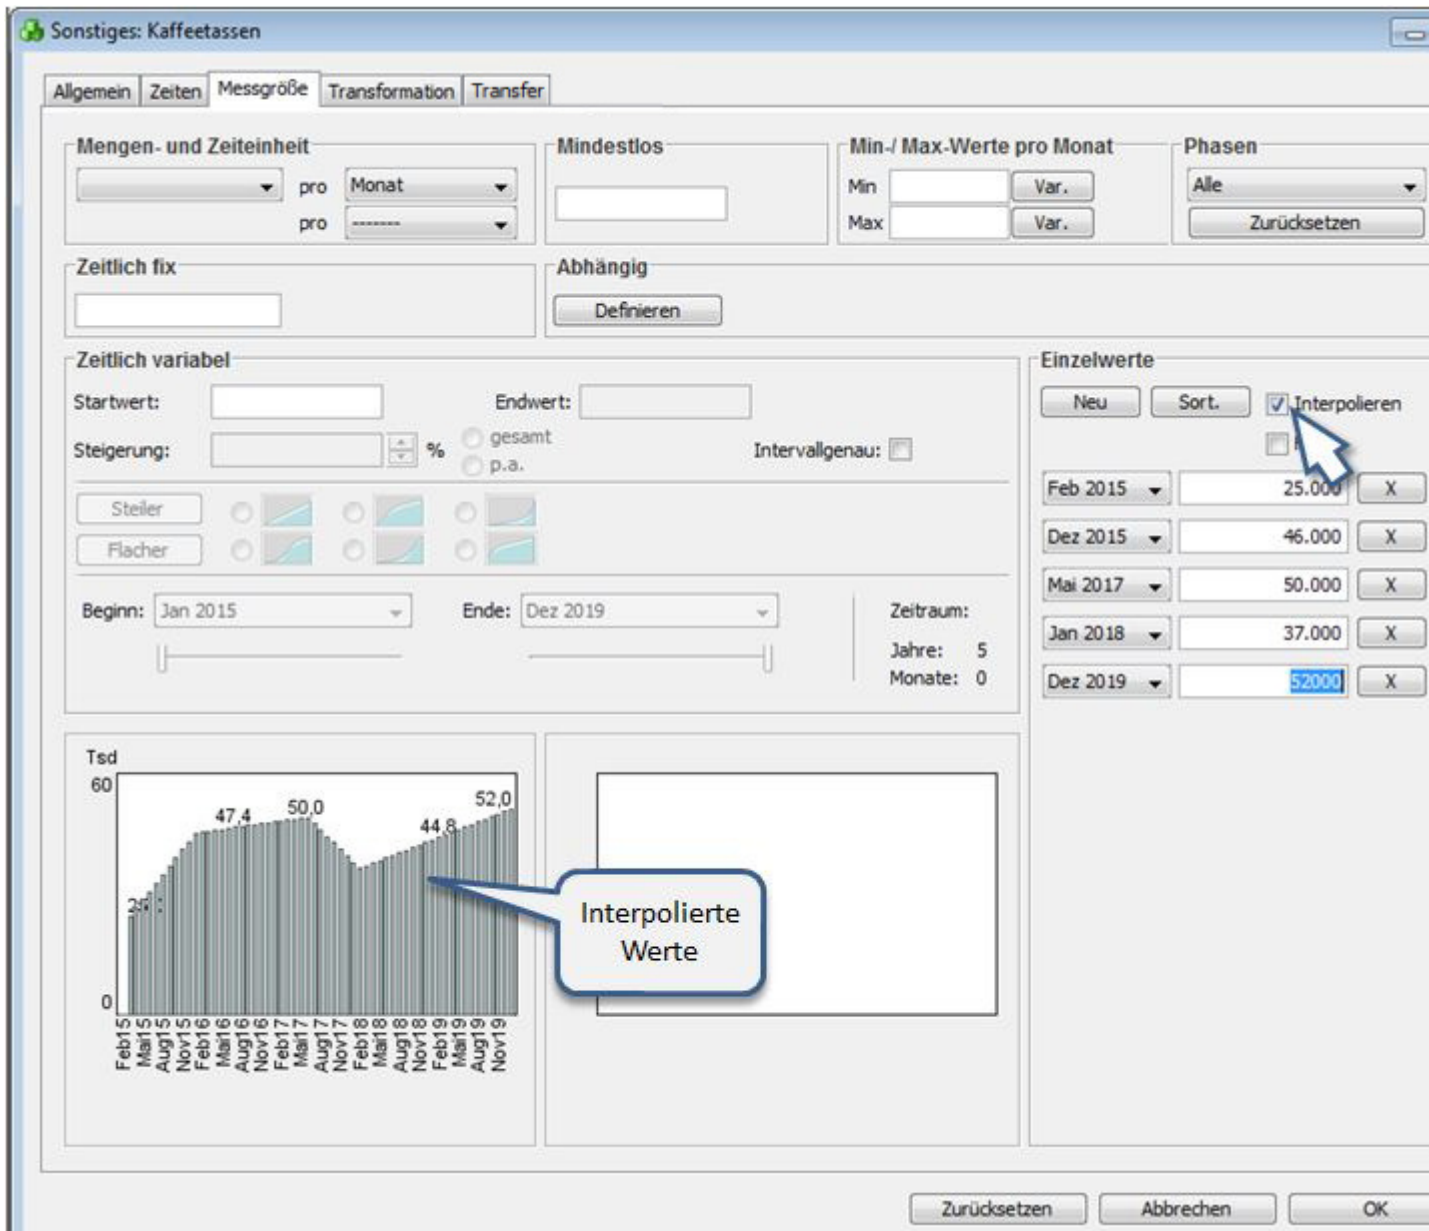 Sonstiges: Kaffeetassen
Allgemein Zeiten Messgröße Transformation Transfer
Mengen- und Zeiteinheit
pro Monat
pro -------
Mindestlos
Min-/ Max-Werte pro Monat
Min Var.
Max Var.
Phasen
Alle
Zurücksetzen
Zeitlich fix
Abhängig
Definieren
Zeitlich variabel
Startwert: Endwert:
Steigerung: % gesamt
p.a.
Intervallgenau:
Steiler
Flacher
Beginn: Jan 2015 Ende: Dez 2019
Zeitraum:
Jahre: 5
Monate: 0
Einzelwerte
Neu Sort. Interpolieren
Feb 2015 25.000 X
Dez 2015 46.000 X
Mai 2017 50.000 X
Jan 2018 37.000 X
Dez 2019 52000 X
Tsd
60
47,4 50,0 44,8 52,0
0
Feb15 Mai15 Aug15 Nov15 Feb16 Mai16 Aug16 Nov16 Feb17 Mai17 Aug17 Nov17 Feb18 Mai18 Aug18 Nov18 Feb19 Mai19 Aug19 Nov19
Interpolierte
Werte
Zurücksetzen Abbrechen OK